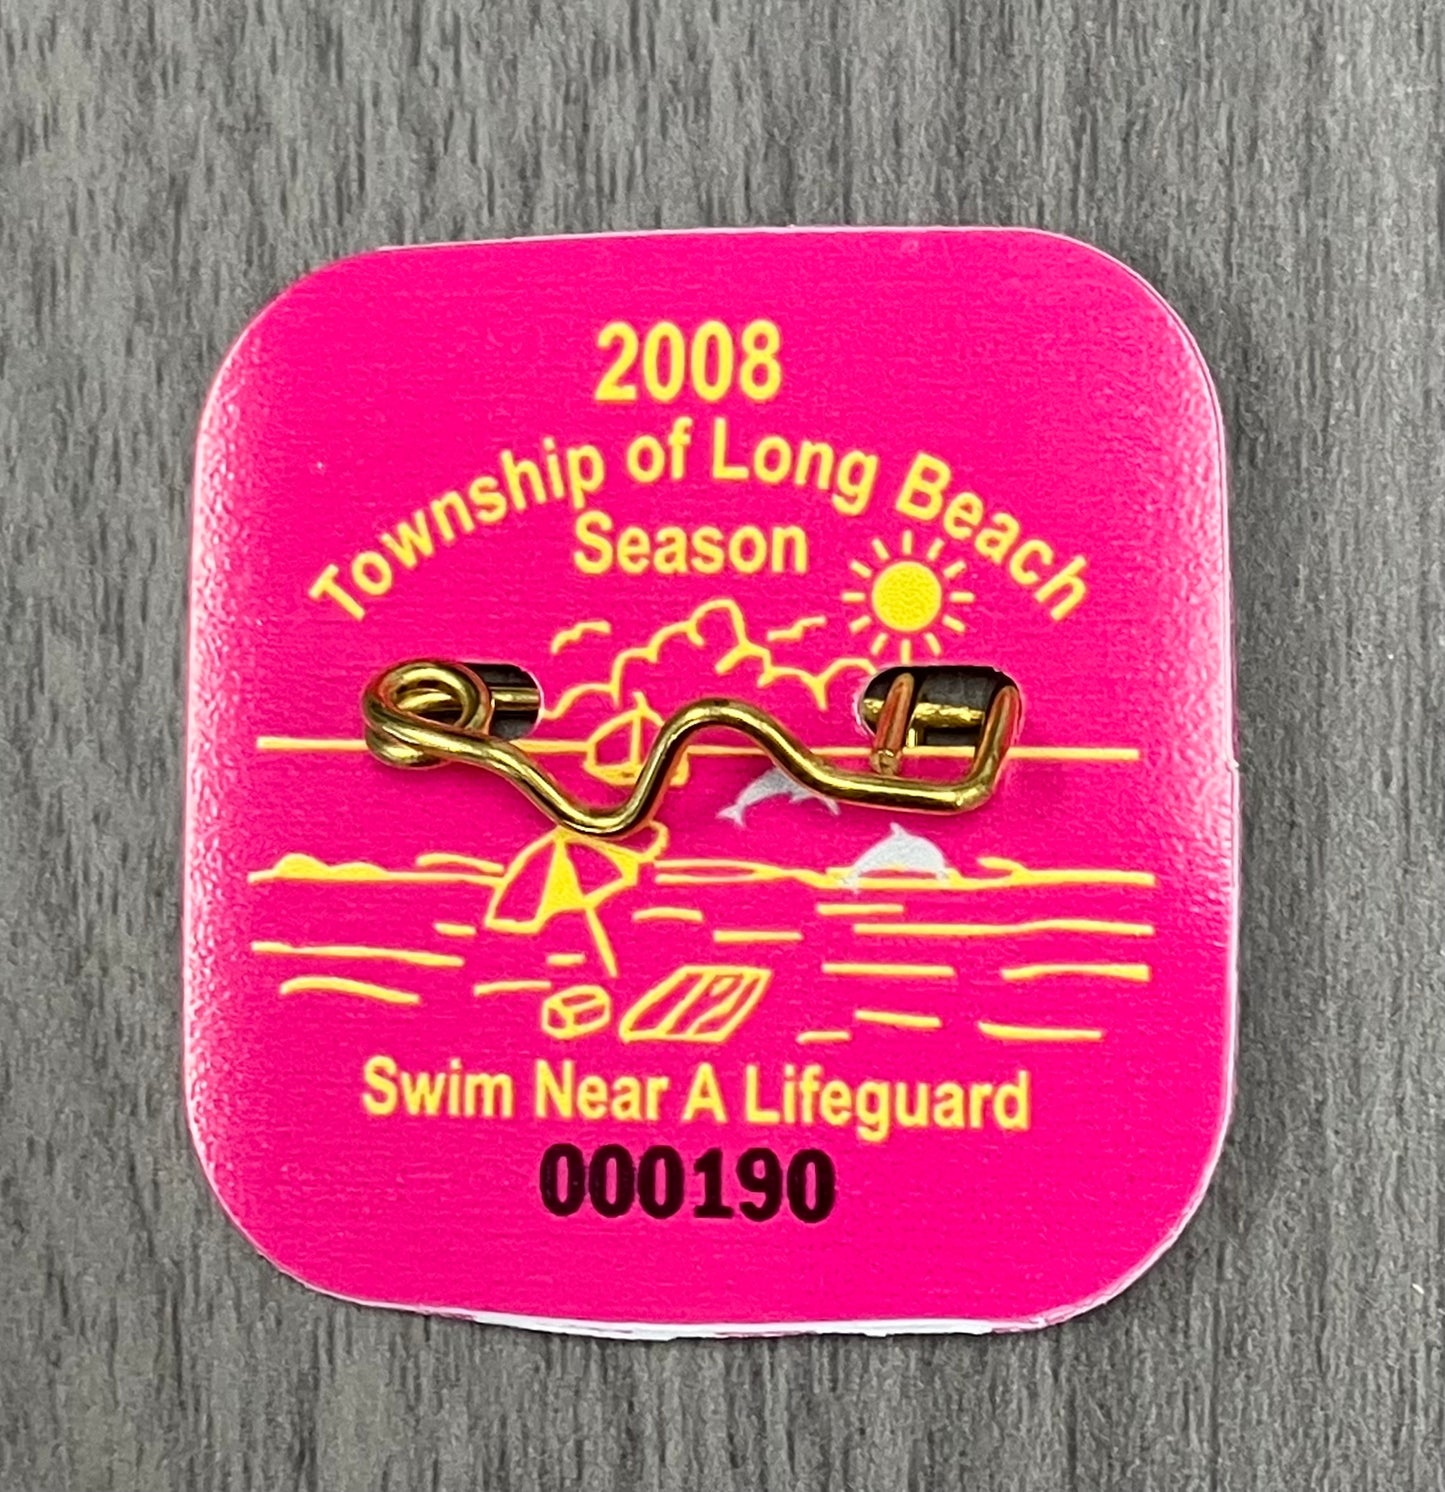 2008
Township of Long Beach
Season
Swim Near A Lifeguard
000190